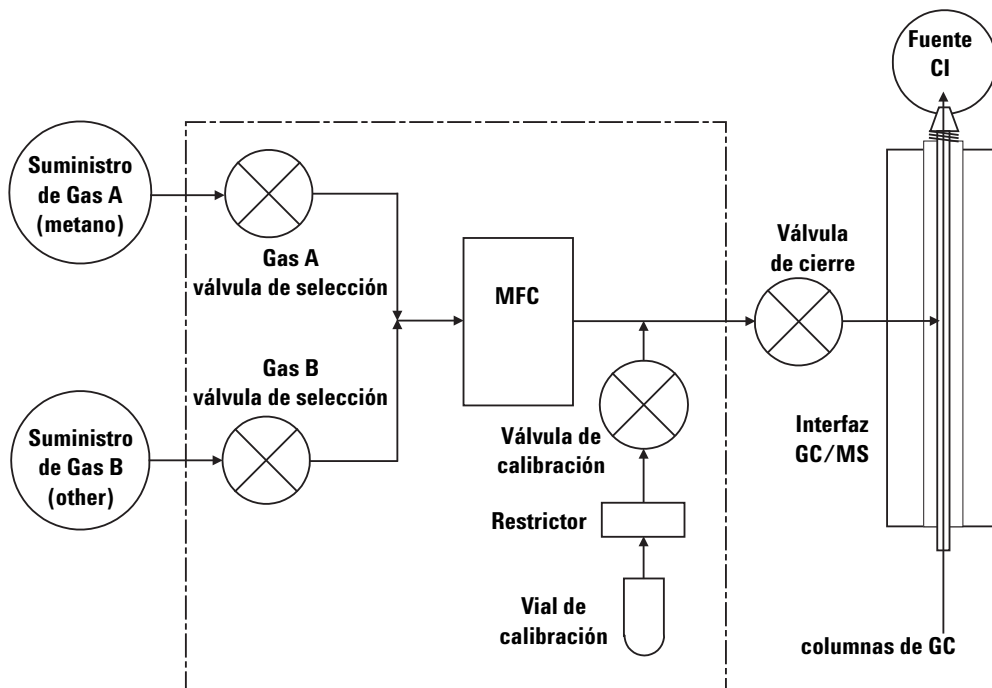 Fuente
CI
Suministro
de Gas A
(metano)
Gas A
válvula de selección
MFC
Válvula
de cierre
Gas B
válvula de selección
Suministro
de Gas B
(other)
Válvula de
calibración
Interfaz
GC/MS
Restrictor
Vial de
calibración
columnas de GC